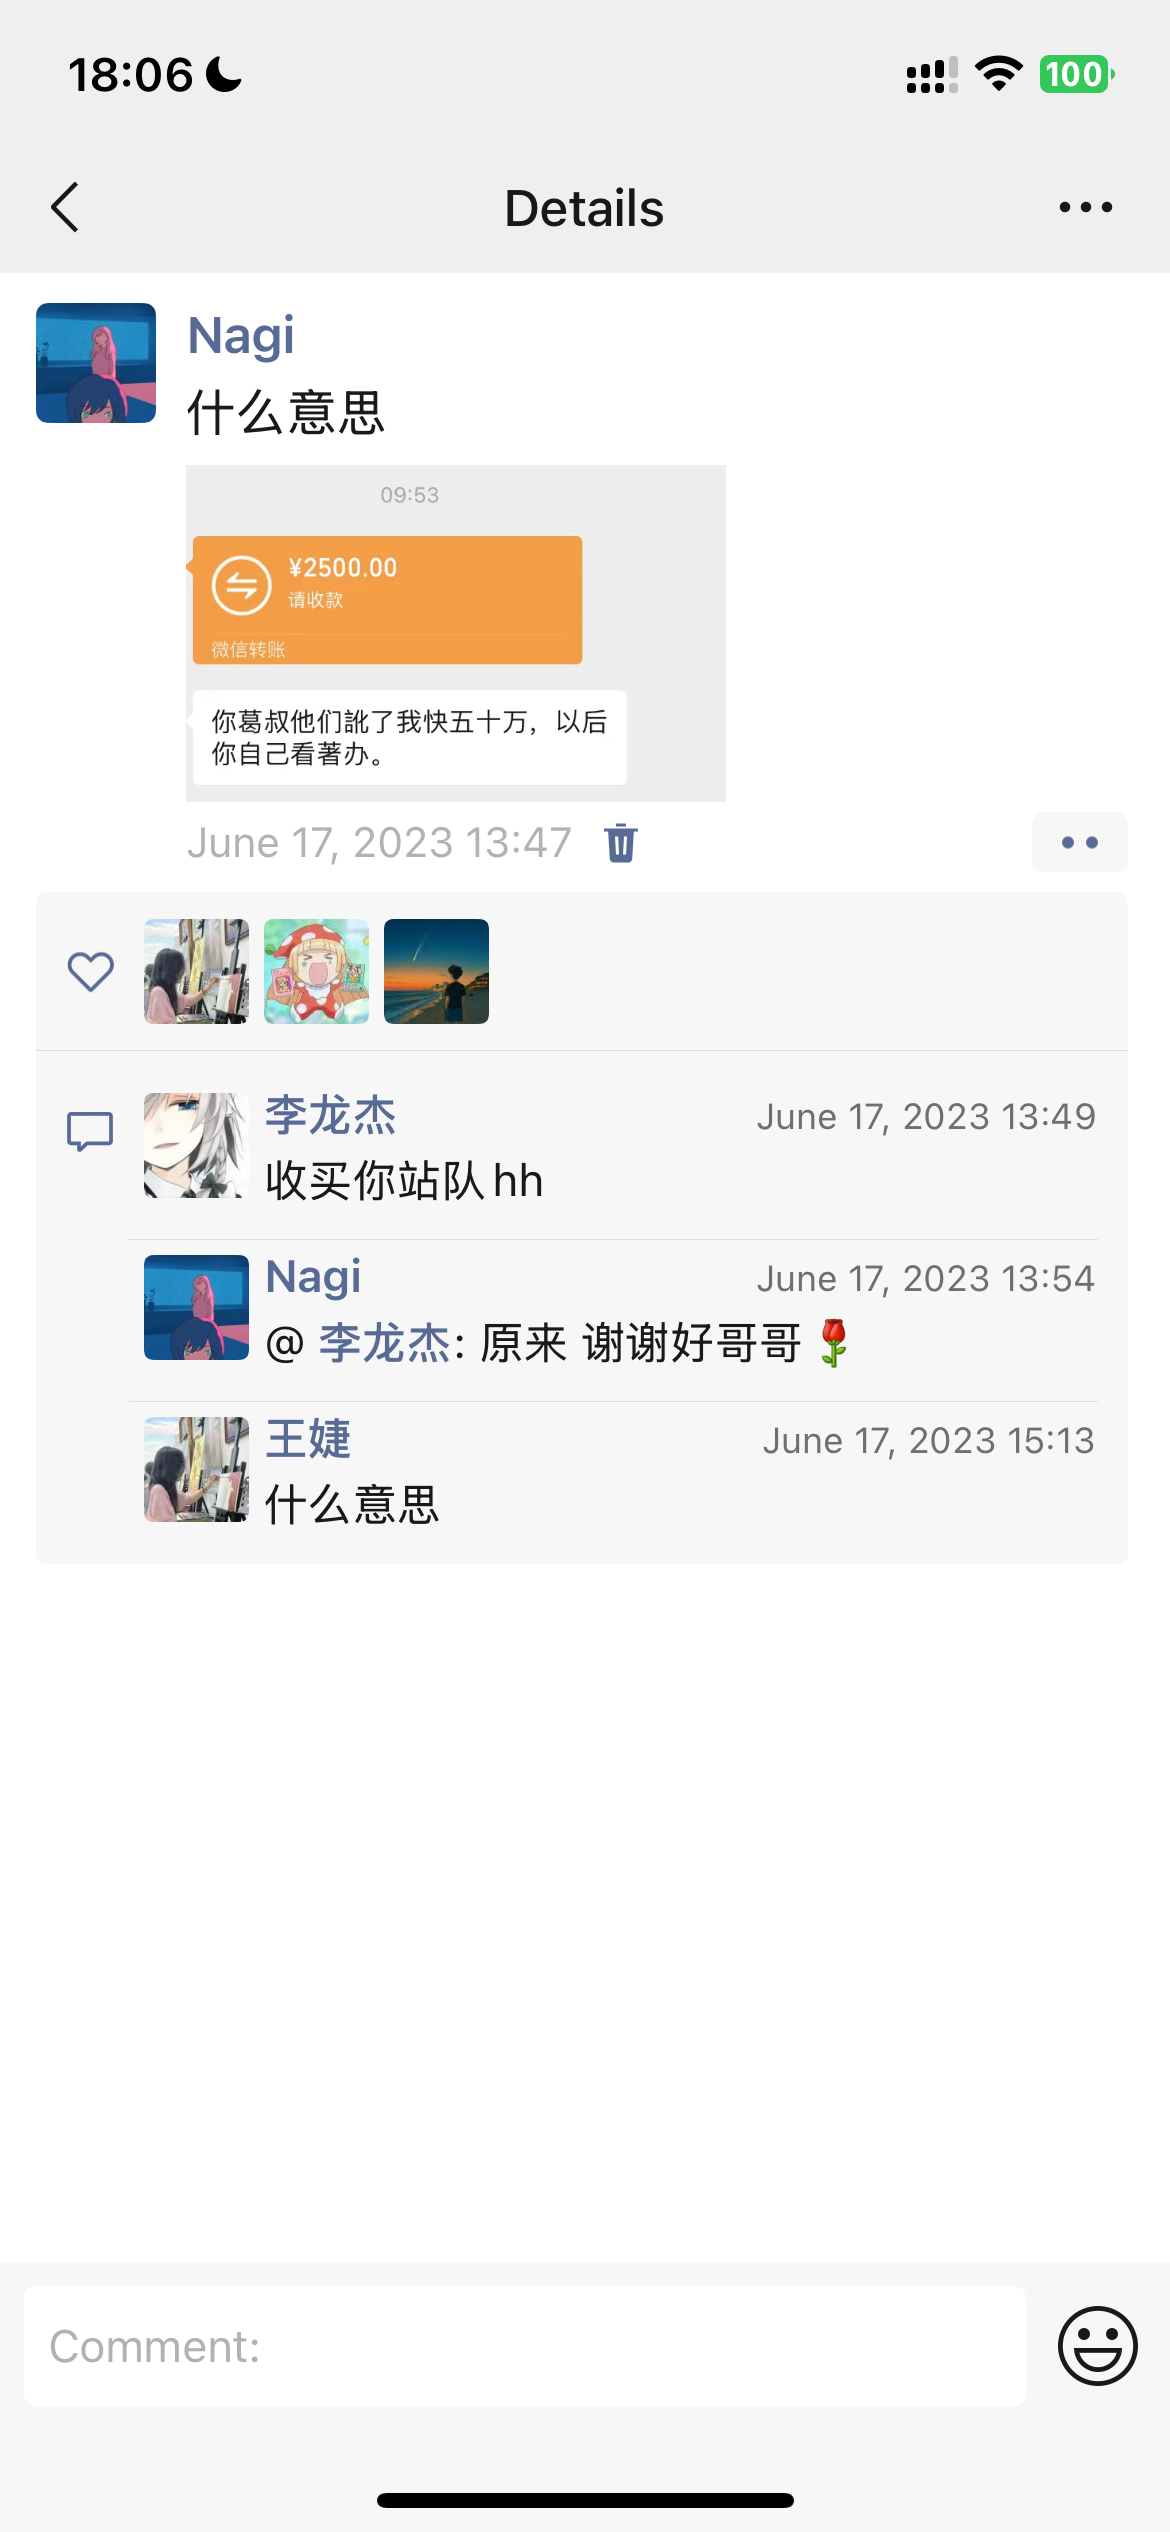 18:06
100
Details
Nagi
什么意思
09:53
¥2500.00
请收款
微信转账
你葛叔他们訛了我快五十万，以后
你自己看著办。
June 17, 2023 13:47
李龙杰
June 17, 2023 13:49
收买你站队hh
Nagi
June 17, 2023 13:54
@ 李龙杰: 原来 谢谢好哥哥🌹
王婕
June 17, 2023 15:13
什么意思
Comment: